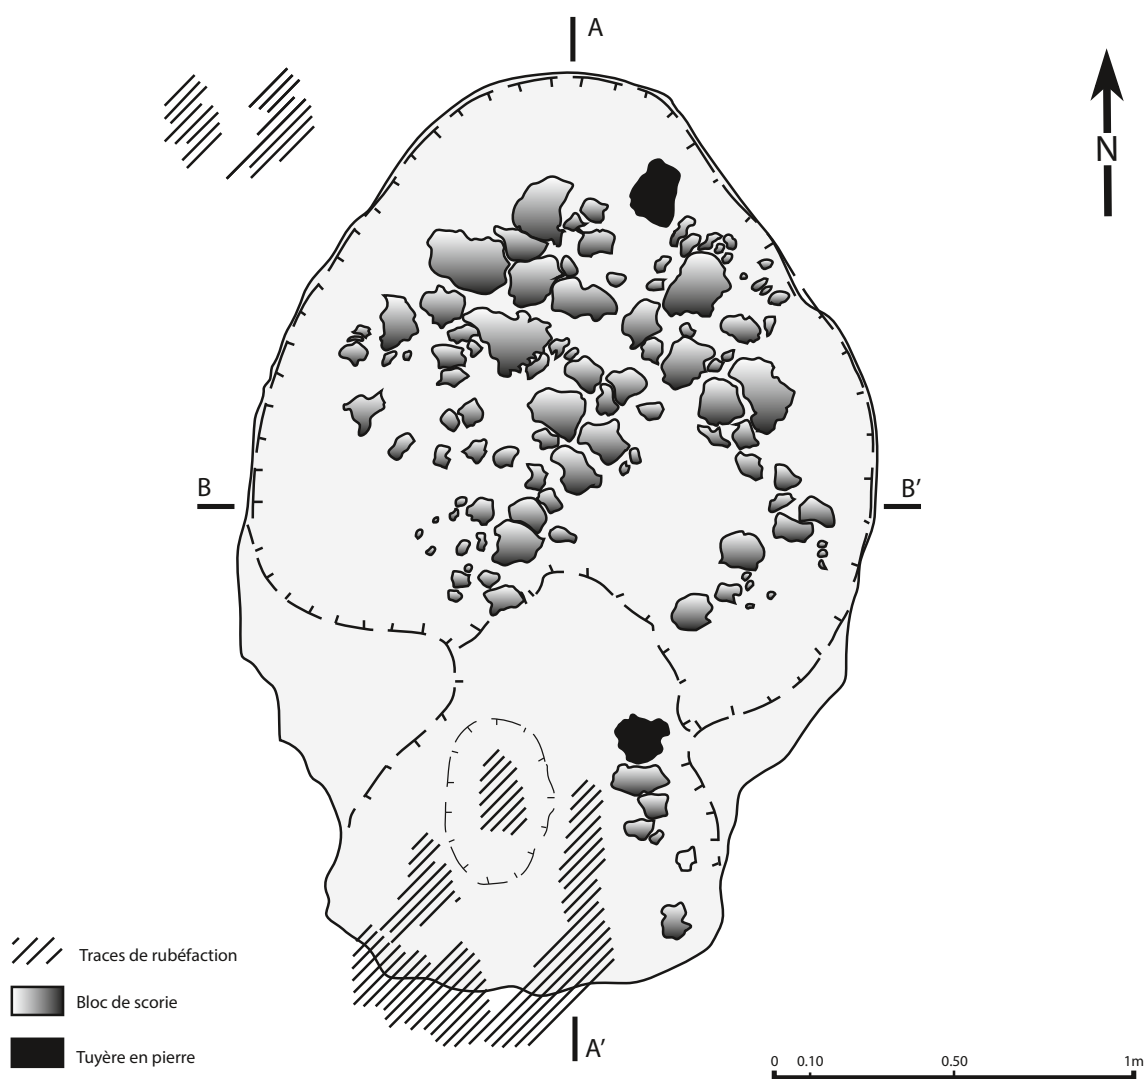 A
N
B
B'
Traces de rubéfaction
Bloc de scorie
Tuyère en pierre
A'
0 0.10 0.50 1m